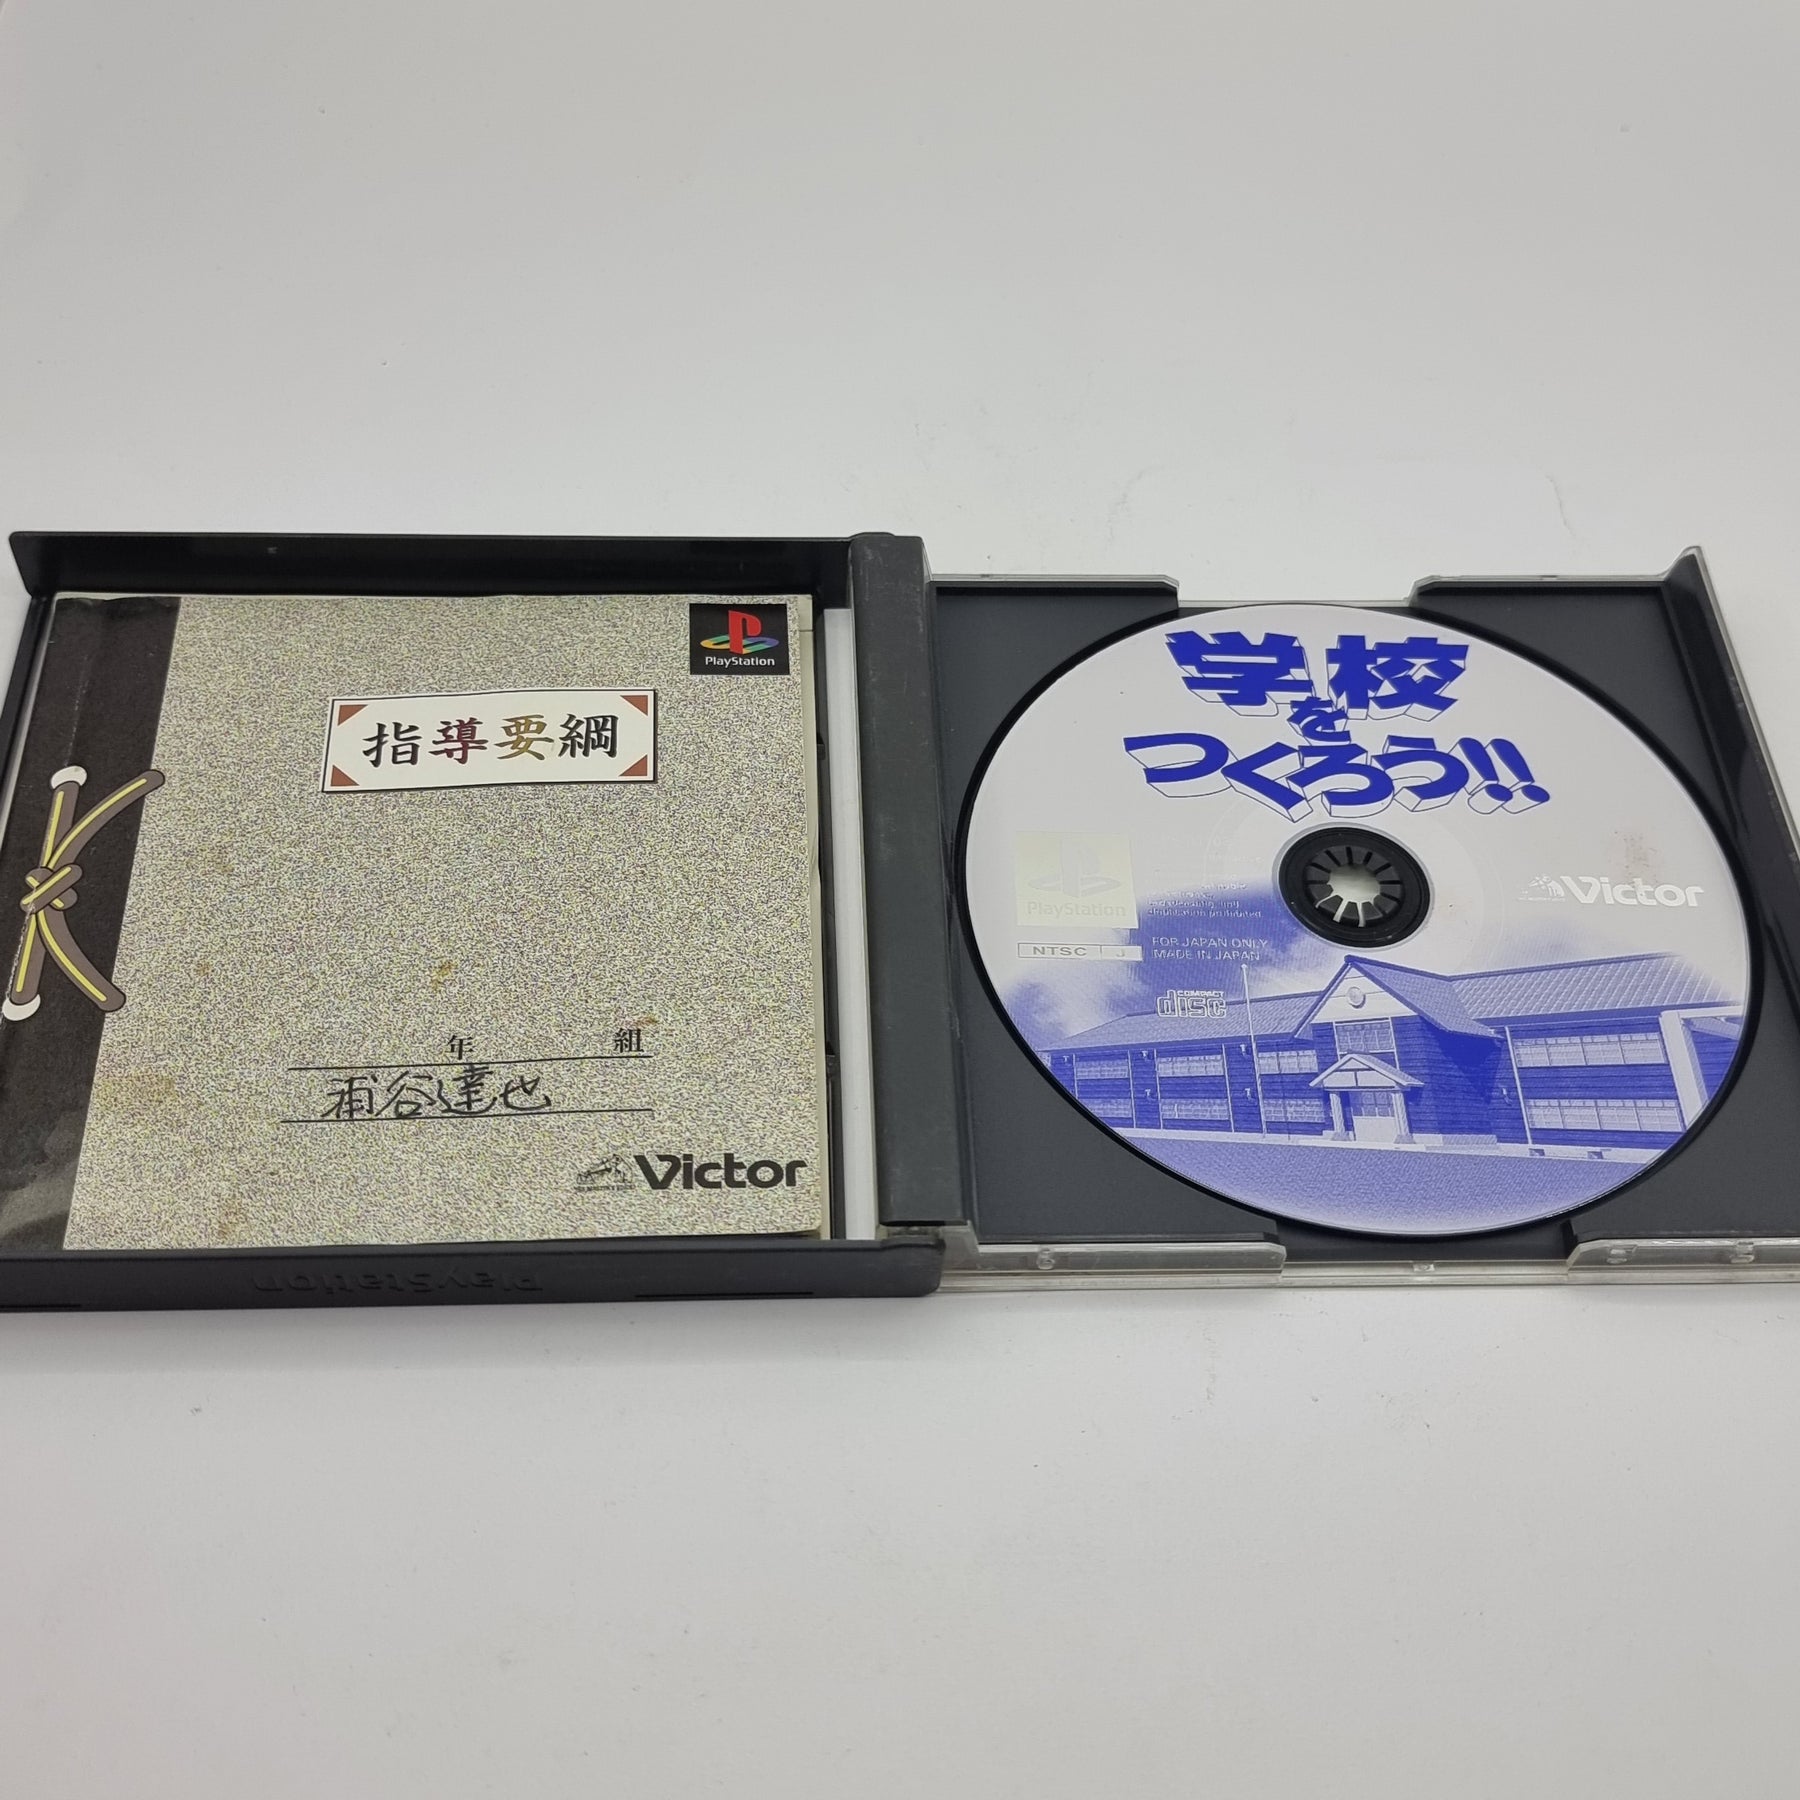 PlayStation
指導要綱
年 組
浦谷達也
Victor
PlayStation
学校
を
つくろう!!
PlayStation
Victor
NTSC J
FOR JAPAN ONLY
MADE IN JAPAN
COMPACT
disc